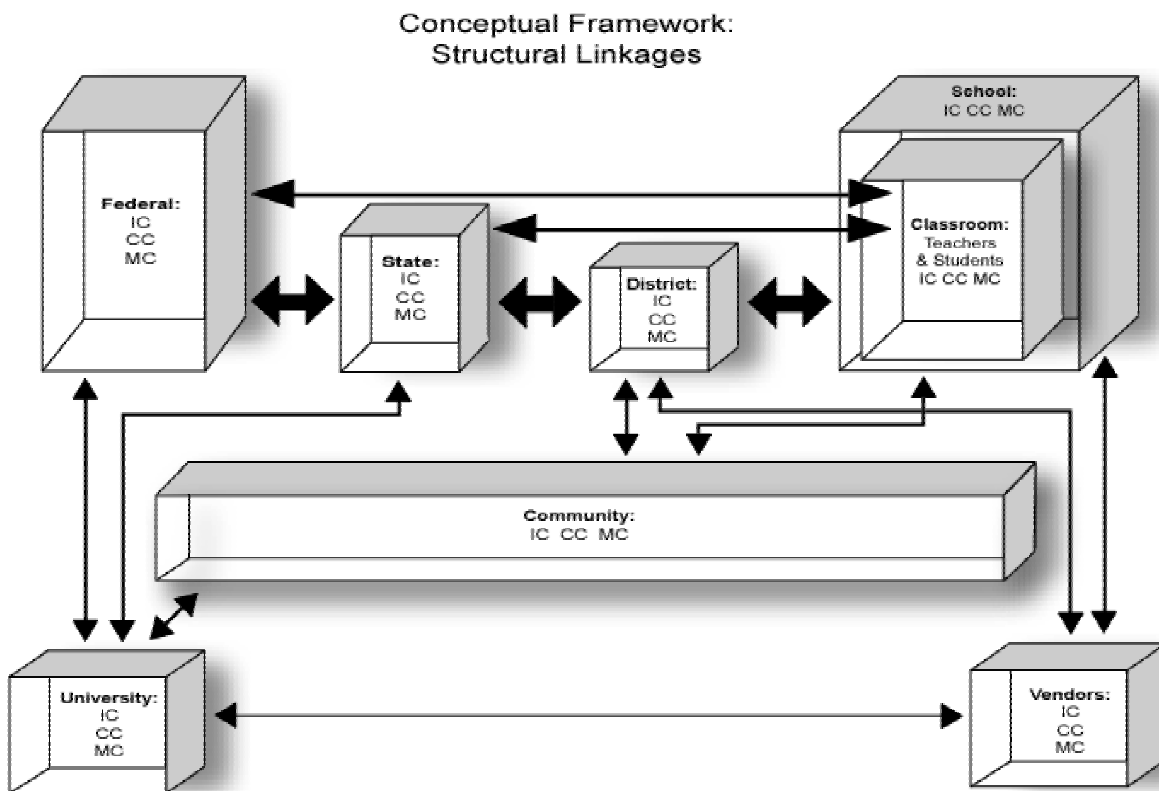 Conceptual Framework:
Structural Linkages
Federal:
IC
CC
MC
State:
IC
CC
MC
District:
IC
CC
MC
School:
IC CC MC
Classroom:
Teachers
& Students
IC CC MC
Community:
IC CC MC
University:
IC
CC
MC
Vendors:
IC
CC
MC